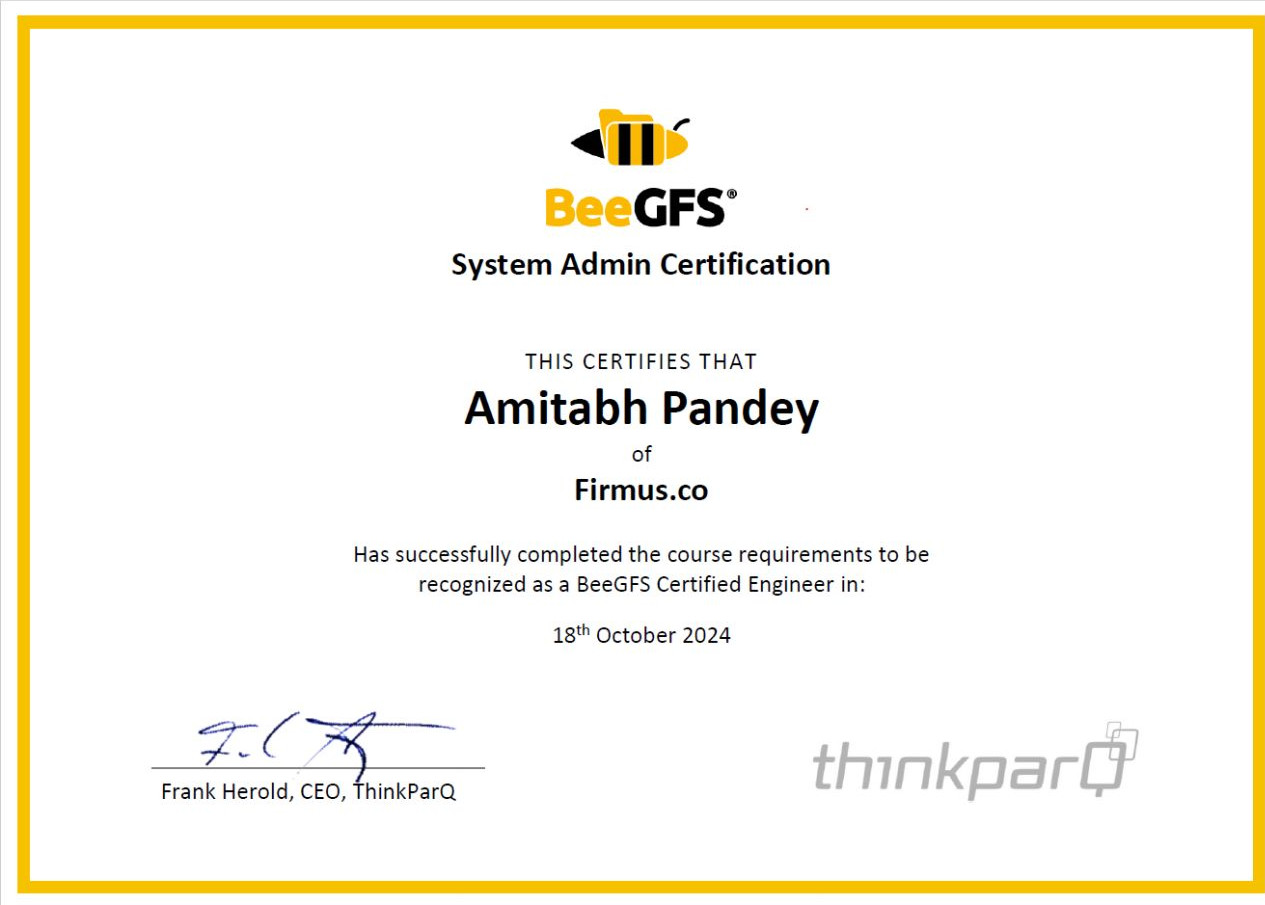 BeeGFS®
System Admin Certification
THIS CERTIFIES THAT
Amitabh Pandey
of
Firmus.co
Has successfully completed the course requirements to be
recognized as a BeeGFS Certified Engineer in:
18th October 2024
Frank Herold, CEO, ThinkParQ
thinkparQ